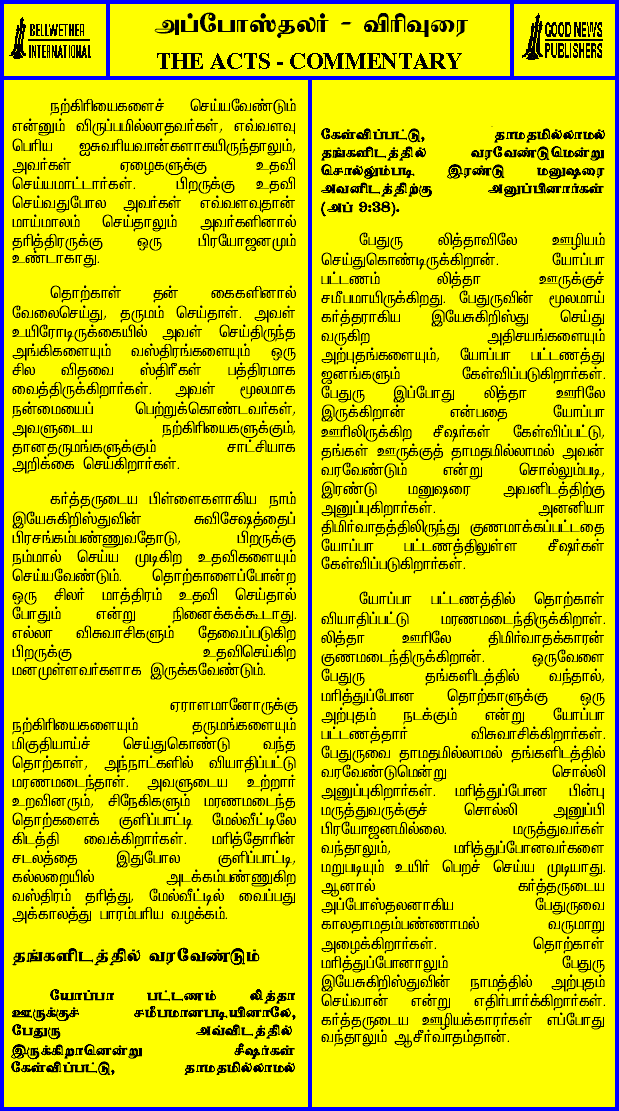 BELLWETHER
INTERNATIONAL
அப்போஸ்தலர் - விரிவுரை
THE ACTS - COMMENTARY
GOOD NEWS
PUBLISHERS
நற்கிரியைகளைச் செய்யவேண்டும்
என்னும் விருப்பமில்லாதவர்கள், எவ்வளவு
பெரிய ஐசுவரியவான்களாகயிருந்தாலும்,
அவர்கள் ஏழைகளுக்கு உதவி
செய்யமாட்டார்கள். பிறருக்கு உதவி
செய்வதுபோல அவர்கள் எவ்வளவுதான்
மாய்மாலம் செய்தாலும் அவர்களினால்
தரித்திரருக்கு ஒரு பிரயோஜனமும்
உண்டாகாது.
தொற்காள் தன் கைகளினால்
வேலைசெய்து, தருமம் செய்தாள். அவள்
உயிரோடிருக்கையில் அவள் செய்திருந்த
அங்கிகளையும் வஸ்திரங்களையும் ஒரு
சில விதவை ஸ்திரீகள் பத்திரமாக
வைத்திருக்கிறார்கள். அவள் மூலமாக
நன்மையைப் பெற்றுக்கொண்டவர்கள்,
அவளுடைய நற்கிரியைகளுக்கும்,
தானதருமங்களுக்கும் சாட்சியாக
அறிக்கை செய்கிறார்கள்.
கர்த்தருடைய பிள்ளைகளாகிய நாம்
இயேசுகிறிஸ்துவின் சுவிசேஷத்தைப்
பிரசங்கம்பண்ணுவதோடு, பிறருக்கு
நம்மால் செய்ய முடிகிற உதவிகளையும்
செய்யவேண்டும். தொற்காளைப்போன்ற
ஒரு சிலர் மாத்திரம் உதவி செய்தால்
போதும் என்று நினைக்கக்கூடாது.
எல்லா விசுவாசிகளும் தேவைப்படுகிற
பிறருக்கு உதவிசெய்கிற
மனமுள்ளவர்களாக இருக்கவேண்டும்.
ஏராளமானோருக்கு
நற்கிரியைகளையும் தருமங்களையும்
மிகுதியாய்ச் செய்துகொண்டு வந்த
தொற்காள், அந்நாட்களில் வியாதிப்பட்டு
மரணமடைந்தாள். அவளுடைய உற்றார்
உறவினரும், சிநேகிகளும் மரணமடைந்த
தொற்களைக் குளிப்பாட்டி மேல்வீட்டிலே
கிடத்தி வைக்கிறார்கள். மரித்தோரின்
சடலத்தை இதுபோல குளிப்பாட்டி,
கல்லறையில் அடக்கம்பண்ணுகிற
வஸ்திரம் தரித்து, மேல்வீட்டில் வைப்பது
அக்காலத்து பாரம்பரிய வழக்கம்.
தங்களிடத்தில் வரவேண்டும்
யோப்பா பட்டணம் லித்தா
ஊருக்குச் சமீபமானபடியினாலே,
பேதுரு அவ்விடத்தில்
இருக்கிறானென்று சீஷர்கள்
கேள்விப்பட்டு, தாமதமில்லாமல்
கேள்விப்பட்டு, தாமதமில்லாமல்
தங்களிடத்தில் வரவேண்டுமென்று
சொல்லும்படி இரண்டு மனுஷரை
அவனிடத்திற்கு அனுப்பினார்கள்
(அப் 9:38).
பேதுரு லித்தாவிலே ஊழியம்
செய்துகொண்டிருக்கிறான். யோப்பா
பட்டணம் லித்தா ஊருக்குச்
சமீபமாயிருக்கிறது. பேதுருவின் மூலமாய்
கர்த்தராகிய இயேசுகிறிஸ்து செய்து
வருகிற அதிசயங்களையும்
அற்புதங்களையும், யோப்பா பட்டணத்து
ஜனங்களும் கேள்விப்படுகிறார்கள்.
பேதுரு இப்போது லித்தா ஊரிலே
இருக்கிறான் என்பதை யோப்பா
ஊரிலிருக்கிற சீஷர்கள் கேள்விப்பட்டு,
தங்கள் ஊருக்குத் தாமதமில்லாமல் அவன்
வரவேண்டும் என்று சொல்லும்படி,
இரண்டு மனுஷரை அவனிடத்திற்கு
அனுப்புகிறார்கள். அனனியா
திமிர்வாதத்திலிருந்து குணமாக்கப்பட்டதை
யோப்பா பட்டணத்திலுள்ள சீஷர்கள்
கேள்விப்படுகிறார்கள்.
யோப்பா பட்டணத்தில் தொற்காள்
வியாதிப்பட்டு மரணமடைந்திருக்கிறாள்.
லித்தா ஊரிலே திமிர்வாதக்காரன்
குணமடைந்திருக்கிறான். ஒருவேளை
பேதுரு தங்களிடத்தில் வந்தால்,
மரித்துப்போன தொற்காளுக்கு ஒரு
அற்புதம் நடக்கும் என்று யோப்பா
பட்டணத்தார் விசுவாசிக்கிறார்கள்.
பேதுருவை தாமதமில்லாமல் தங்களிடத்தில்
வரவேண்டுமென்று சொல்லி
அனுப்புகிறார்கள். மரித்துப்போன பின்பு
மருத்துவருக்குச் சொல்லி அனுப்பி
பிரயோஜனமில்லை. மருத்துவர்கள்
வந்தாலும், மரித்துப்போனவர்களை
மறுபடியும் உயிர் பெறச் செய்ய முடியாது.
ஆனால் கர்த்தருடைய
அப்போஸ்தலனாகிய பேதுருவை
காலதாமதம்பண்ணாமல் வருமாறு
அழைக்கிறார்கள். தொற்காள்
மரித்துப்போனாலும் பேதுரு
இயேசுகிறிஸ்துவின் நாமத்தில் அற்புதம்
செய்வான் என்று எதிர்பார்க்கிறார்கள்.
கர்த்தருடைய ஊழியக்காரர்கள் எப்போது
வந்தாலும் ஆசீர்வாதம்தான்.